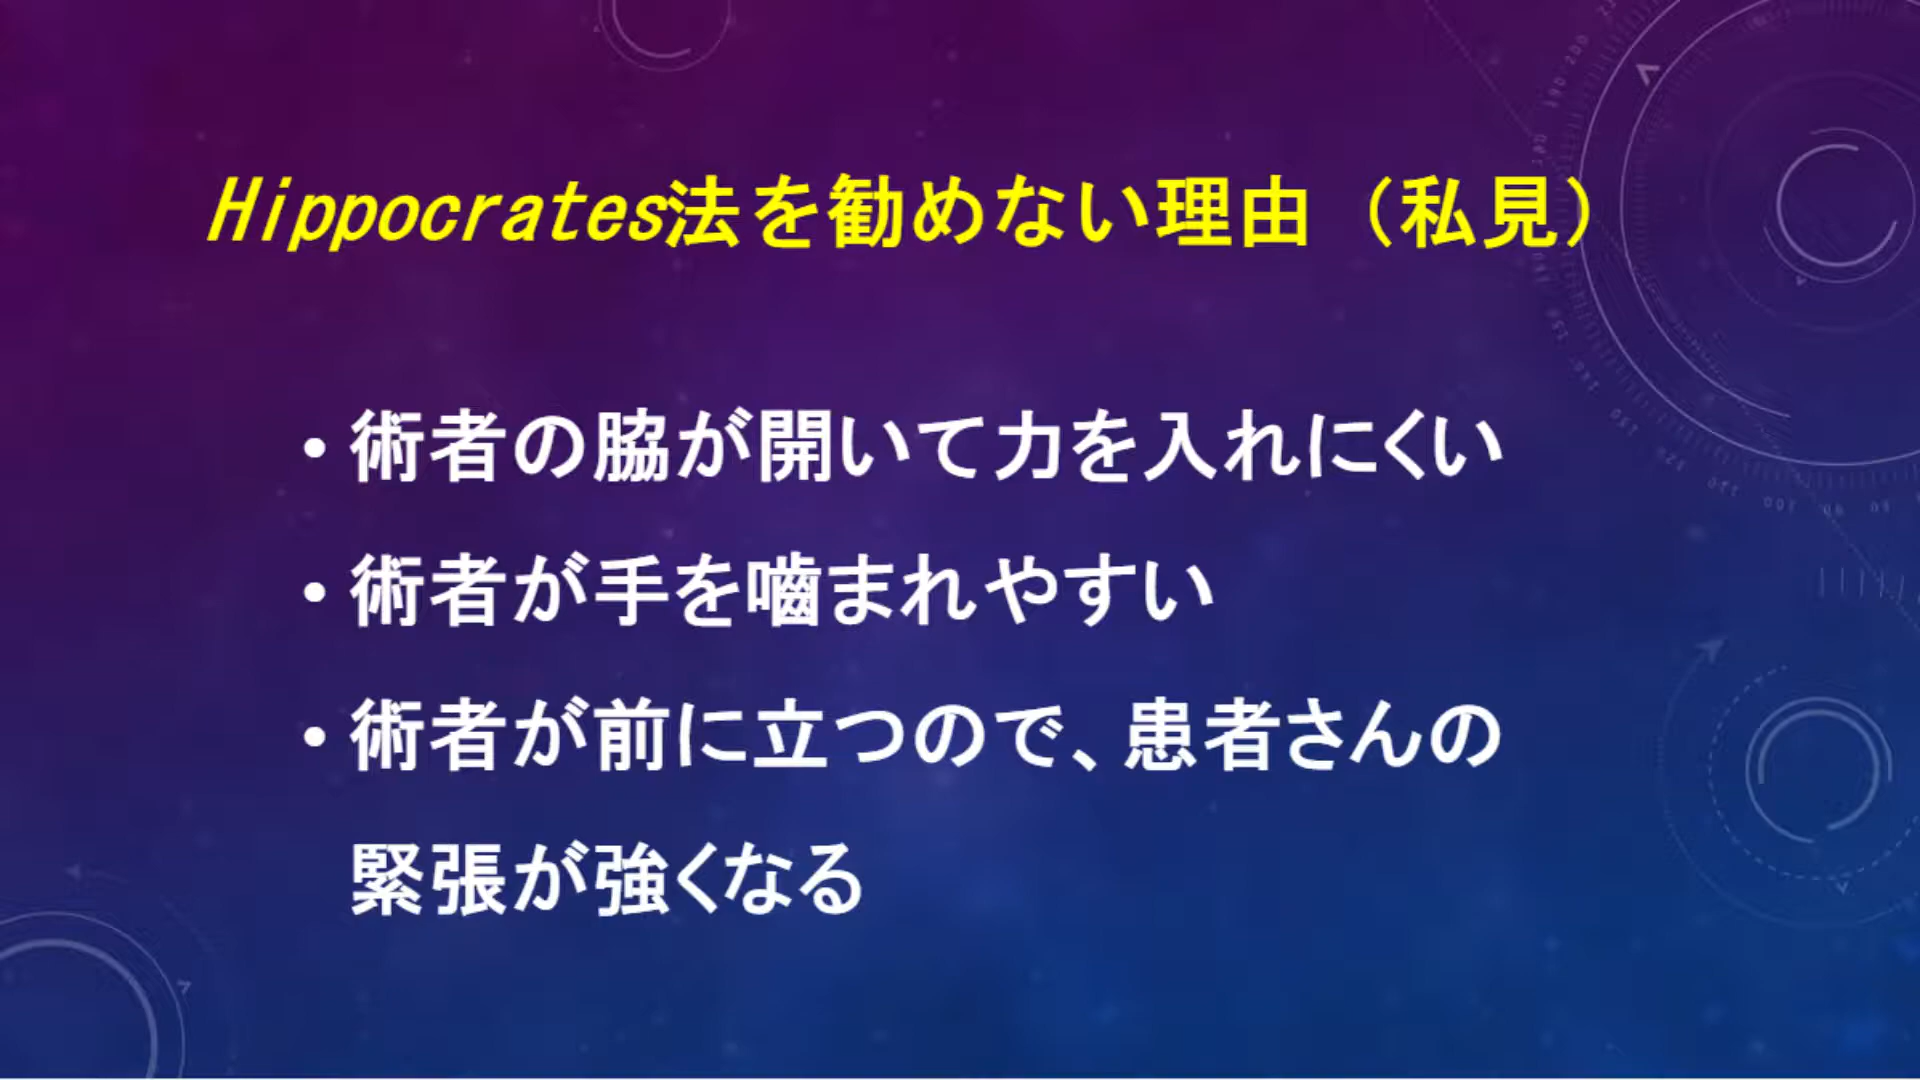 Hippocrates法を勧めない理由（私見）
・術者の脇が開いて力を入れにくい
・術者が手を嚙まれやすい
・術者が前に立つので、患者さんの
緊張が強くなる